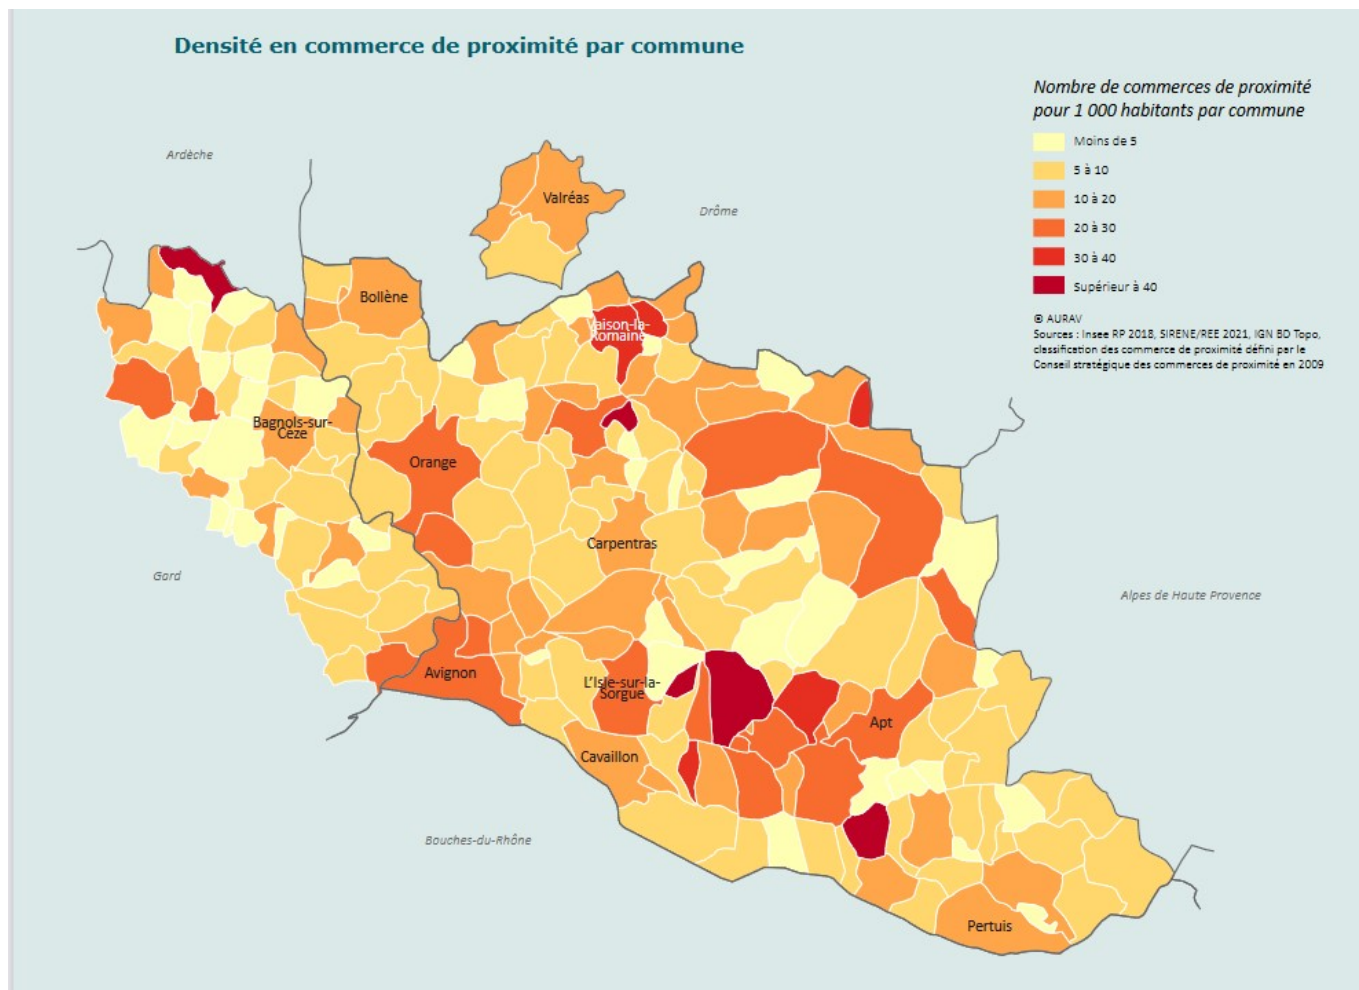 Densité en commerce de proximité par commune
Nombre de commerces de proximité
pour 1 000 habitants par commune
Moins de 5
5 à 10
10 à 20
20 à 30
30 à 40
Supérieur à 40
© AURAV
Sources : Insee RP 2018, SIRENE/REE 2021, IGN BD Topo,
classification des commerce de proximité défini par le
Conseil stratégique des commerces de proximité en 2009
Ardèche
Drôme
Valréas
Bollène
Vaison-la-
Romaine
Bagnols-sur-
Cèze
Orange
Carpentras
Gard
Alpes de Haute Provence
Avignon
L'Isle-sur-la-
Sorgue
Apt
Cavaillon
Bouches-du-Rhône
Pertuis